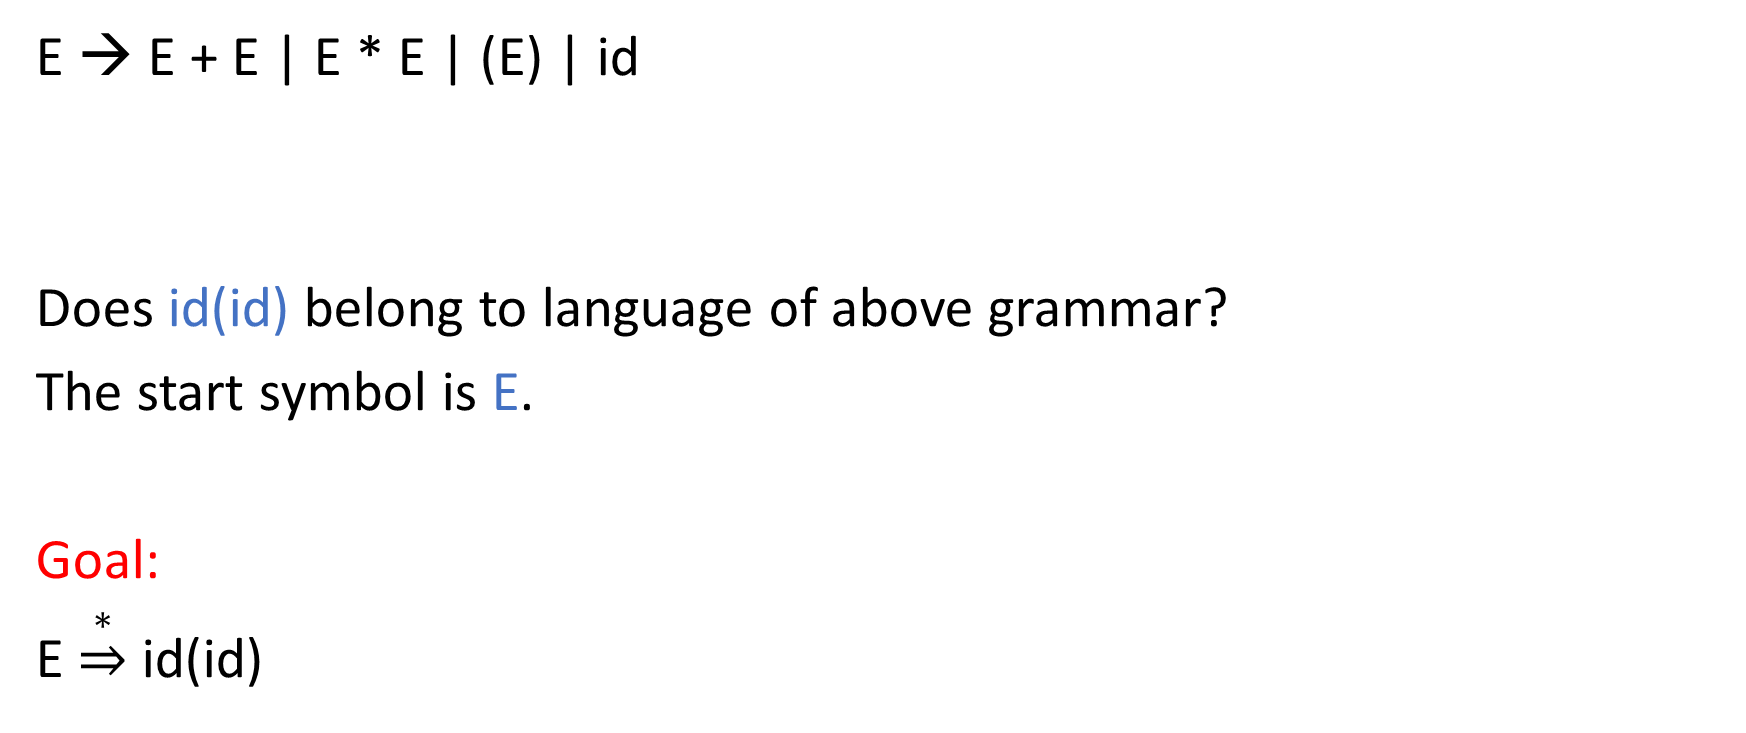 E → E + E | E * E | (E) | id
Does id(id) belong to language of above grammar?
The start symbol is E.
Goal:
*
E ⇒ id(id)